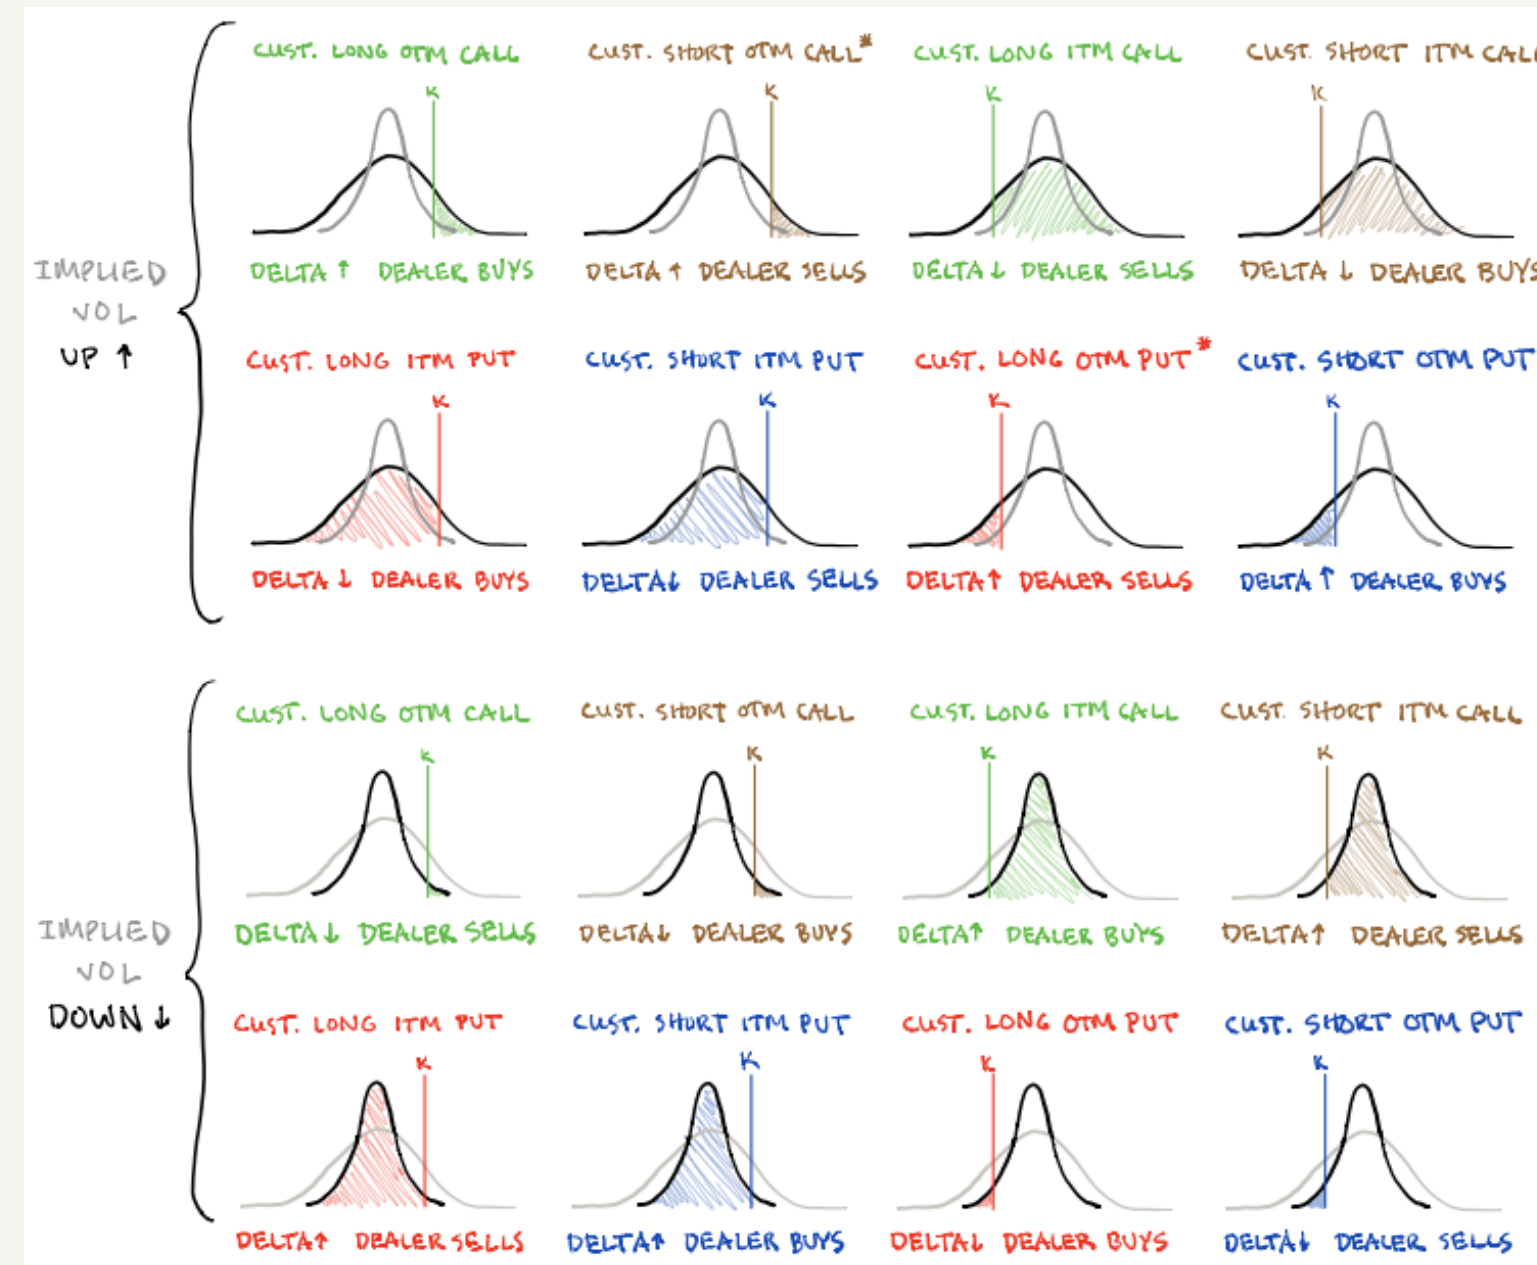 CUST. LONG OTM CALL
CUST. SHORT OTM CALL*
CUST. LONG ITM CALL
CUST. SHORT ITM CALL
K
K
K
K
DELTA ↑ DEALER BUYS
DELTA ↑ DEALER SELLS
DELTA ↓ DEALER SELLS
DELTA ↓ DEALER BUYS
IMPLIED
VOL
UP ↑
CUST. LONG ITM PUT
CUST. SHORT ITM PUT
CUST. LONG OTM PUT*
CUST. SHORT OTM PUT
K
K
K
K
DELTA ↓ DEALER BUYS
DELTA ↓ DEALER SELLS
DELTA ↑ DEALER SELLS
DELTA ↑ DEALER BUYS
CUST. LONG OTM CALL
CUST. SHORT OTM CALL
CUST. LONG ITM CALL
CUST. SHORT ITM CALL
K
K
K
K
DELTA ↓ DEALER SELLS
DELTA ↓ DEALER BUYS
DELTA ↑ DEALER BUYS
DELTA ↑ DEALER SELLS
IMPLIED
VOL
DOWN ↓
CUST. LONG ITM PUT
CUST. SHORT ITM PUT
CUST. LONG OTM PUT
CUST. SHORT OTM PUT
K
K
K
K
DELTA ↑ DEALER SELLS
DELTA ↑ DEALER BUYS
DELTA ↓ DEALER BUYS
DELTA ↓ DEALER SELLS